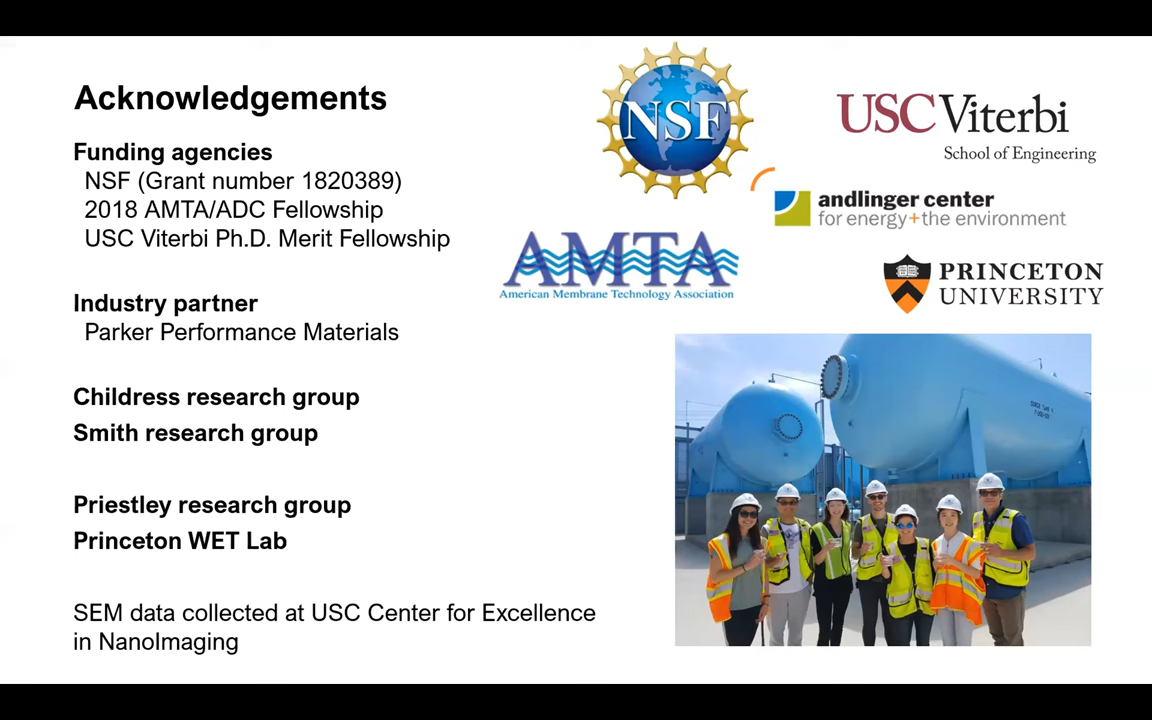 Acknowledgements
Funding agencies
NSF (Grant number 1820389)
2018 AMTA/ADC Fellowship
USC Viterbi Ph.D. Merit Fellowship
Industry partner
Parker Performance Materials
Childress research group
Smith research group
Priestley research group
Princeton WET Lab
SEM data collected at USC Center for Excellence
in NanoImaging
NSF
USC Viterbi
School of Engineering
andlinger center
for energy+the environment
AMTA
American Membrane Technology Association
PRINCETON
UNIVERSITY